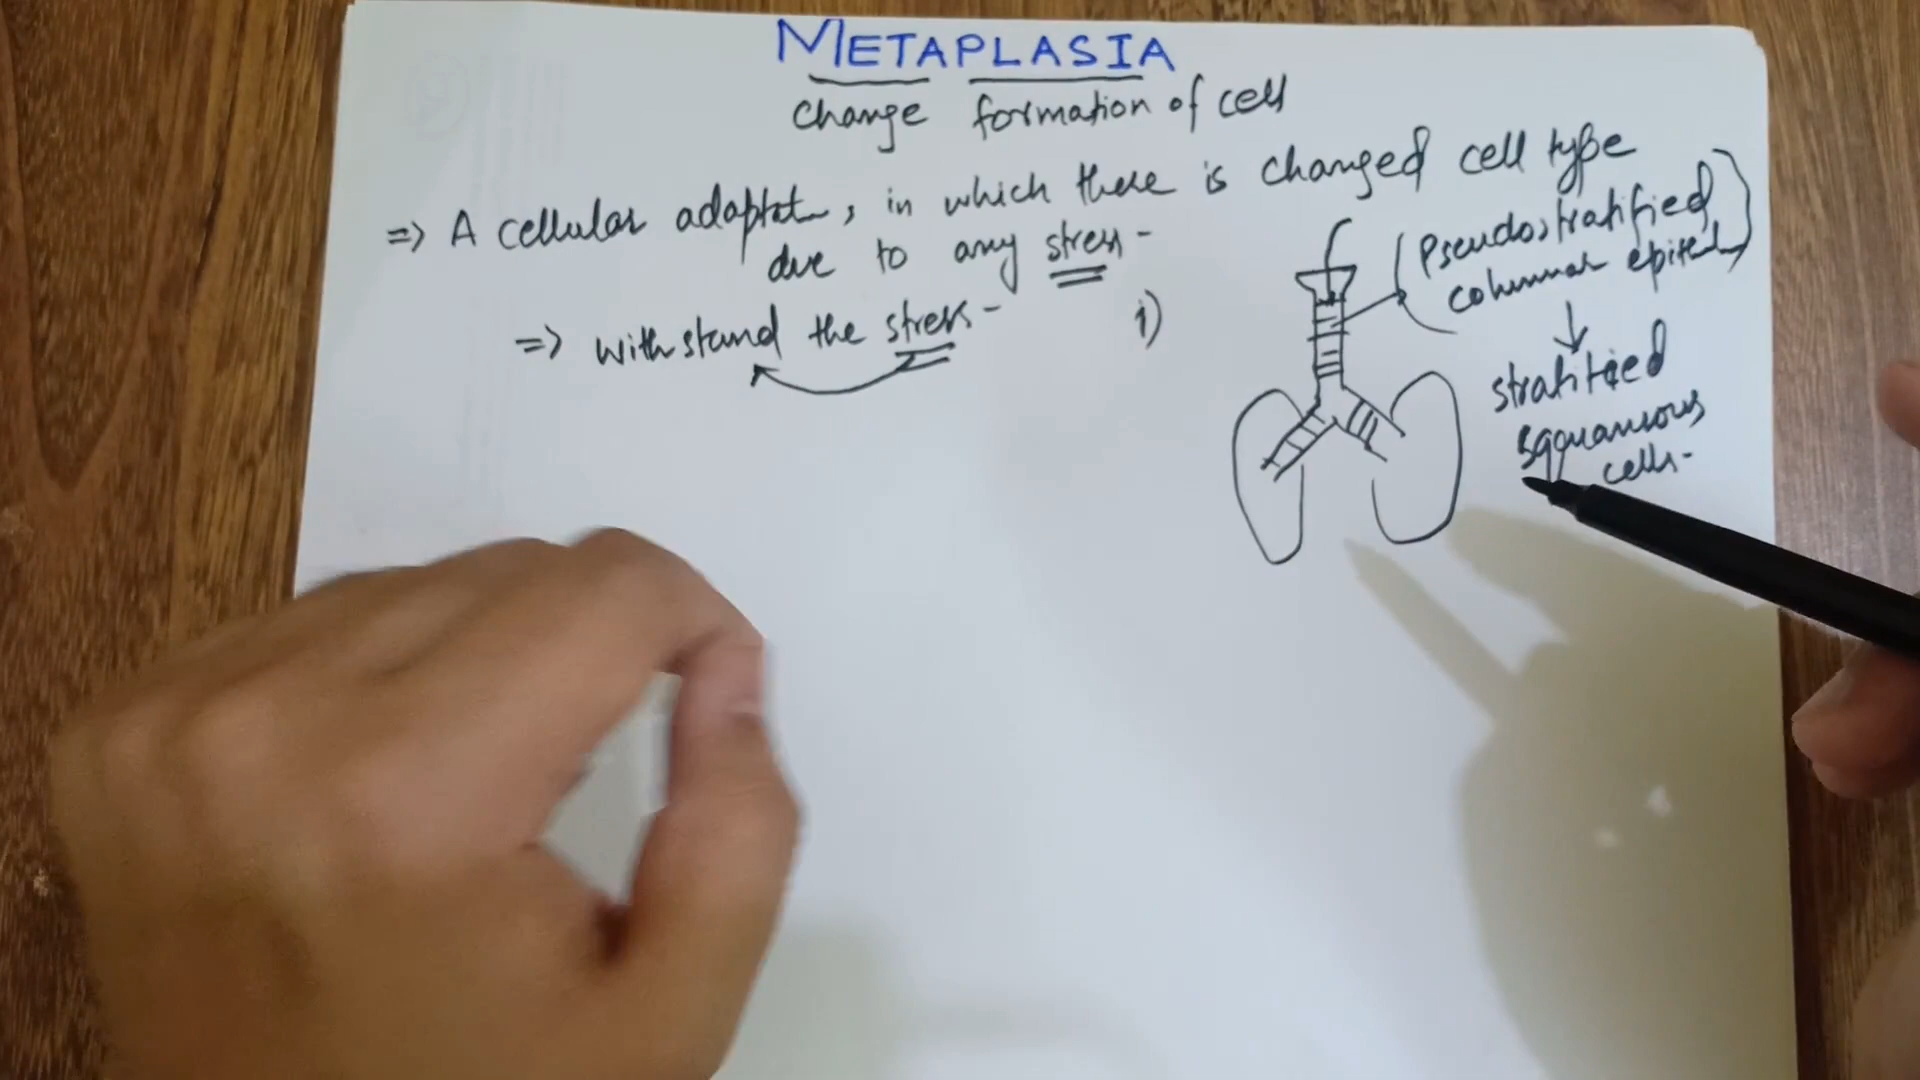 METAPLASIA
Change formation of cell
=> A cellular adaptat, in which there is changed cell type
due to any stress -
=> withstand the stress -
i)
(Pseudostratified
columnar epitel)
↓
stratified
squamous
cells -